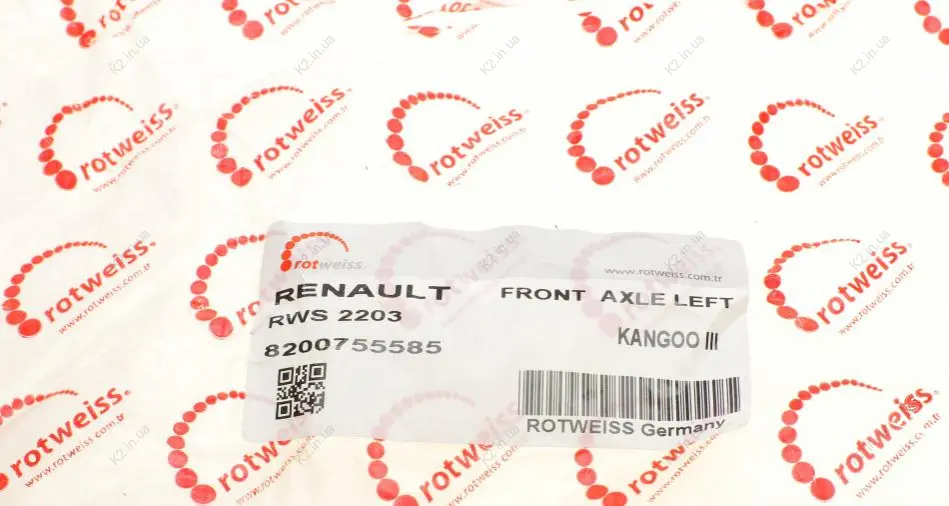 rotweiss
www.rotweiss.com.tr
RENAULT
FRONT AXLE LEFT
RWS 2203
KANGOO III
8200755585
ROTWEISS Germany
rotweiss
www.rotweiss.com.tr
K2.in.ua